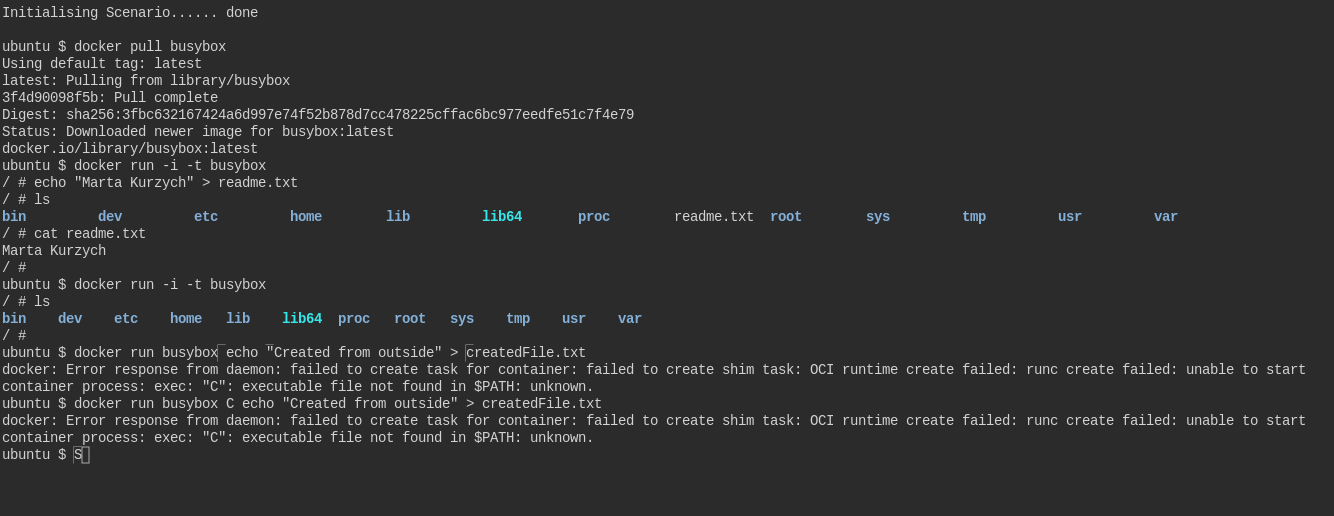 Initialising Scenario...... done
ubuntu $ docker pull busybox
Using default tag: latest
latest: Pulling from library/busybox
3f4d90098f5b: Pull complete
Digest: sha256:3fbc632167424a6d997e74f52b878d7cc478225cffac6bc977eedfe51c7f4e79
Status: Downloaded newer image for busybox:latest
docker.io/library/busybox:latest
ubuntu $ docker run -i -t busybox
/ # echo "Marta Kurzych" > readme.txt
/ # ls
bin dev etc home lib lib64 proc readme.txt root sys tmp usr var
/ # cat readme.txt
Marta Kurzych
/ #
ubuntu $ docker run -i -t busybox
/ # ls
bin dev etc home lib lib64 proc root sys tmp usr var
/ #
ubuntu $ docker run busybox echo "Created from outside" > createdFile.txt
docker: Error response from daemon: failed to create task for container: failed to create shim task: OCI runtime create failed: runc create failed: unable to start
container process: exec: "C": executable file not found in $PATH: unknown.
ubuntu $ docker run busybox C echo "Created from outside" > createdFile.txt
docker: Error response from daemon: failed to create task for container: failed to create shim task: OCI runtime create failed: runc create failed: unable to start
container process: exec: "C": executable file not found in $PATH: unknown.
ubuntu $ S